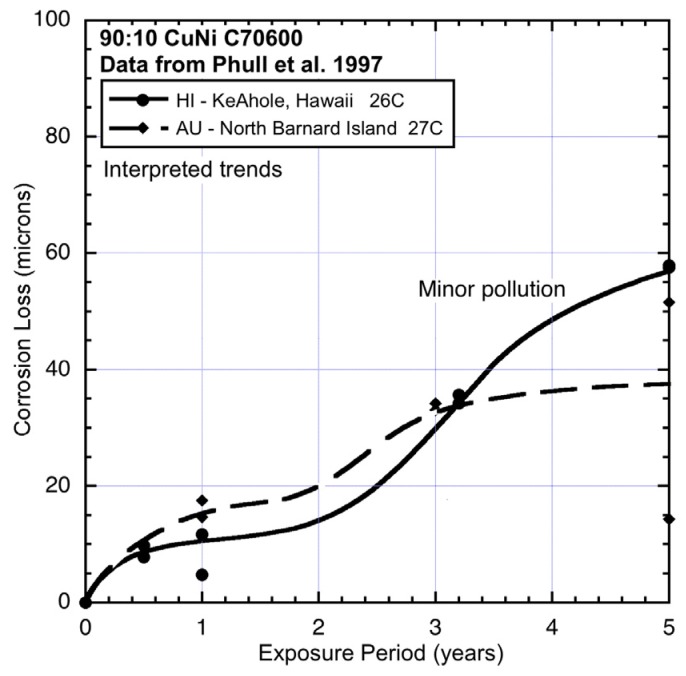 90:10 CuNi C70600
Data from Phull et al. 1997
HI - KeAhole, Hawaii 26C
AU - North Barnard Island 27C
Interpreted trends
Minor pollution
100
80
60
40
20
0
Corrosion Loss (microns)
0 1 2 3 4 5
Exposure Period (years)